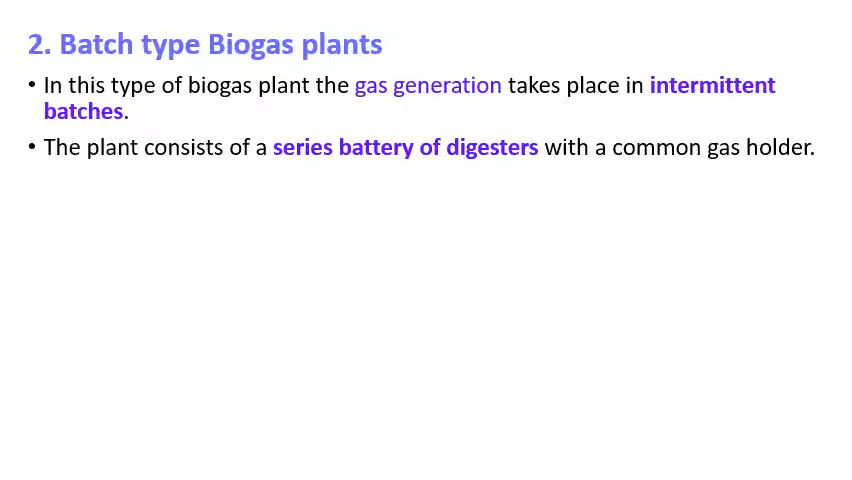 2. Batch type Biogas plants
• In this type of biogas plant the gas generation takes place in intermittent
batches.
• The plant consists of a series battery of digesters with a common gas holder.